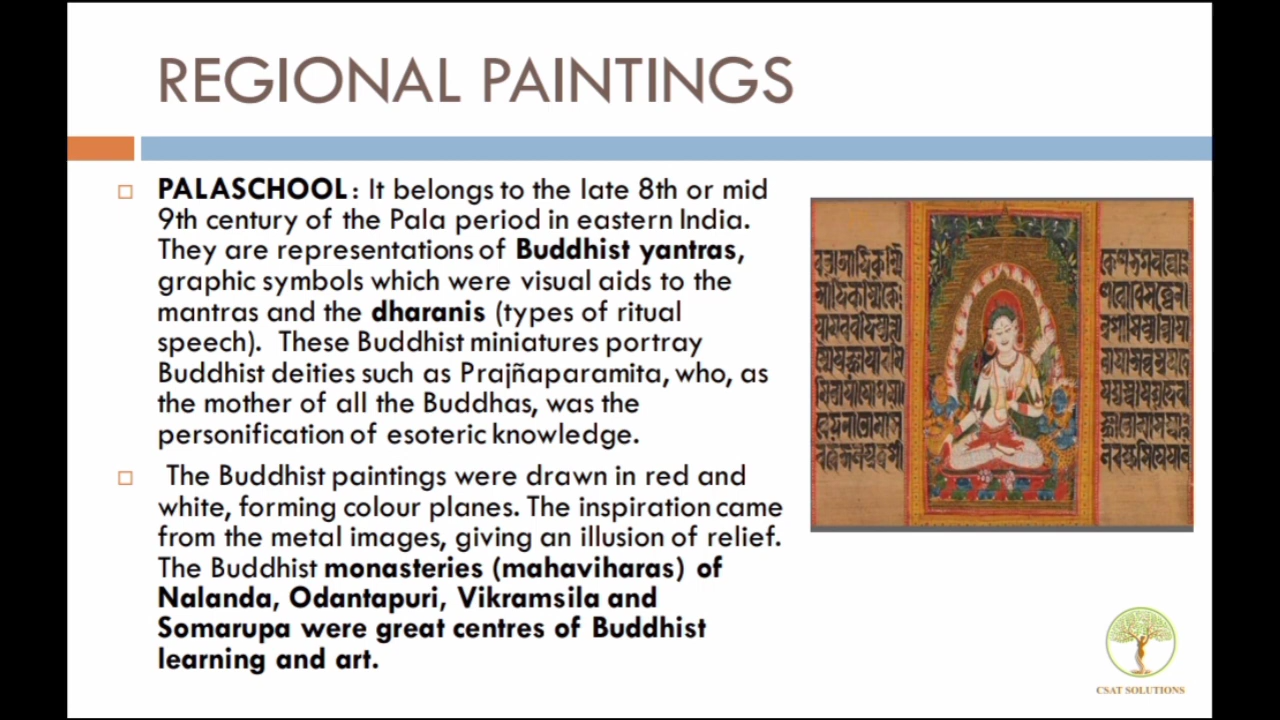 REGIONAL PAINTINGS
PALASCHOOL: It belongs to the late 8th or mid
9th century of the Pala period in eastern India.
They are representations of Buddhist yantras,
graphic symbols which were visual aids to the
mantras and the dharanis (types of ritual
speech). These Buddhist miniatures portray
Buddhist deities such as Prajñaparamita, who, as
the mother of all the Buddhas, was the
personification of esoteric knowledge.
The Buddhist paintings were drawn in red and
white, forming colour planes. The inspiration came
from the metal images, giving an illusion of relief.
The Buddhist monasteries (mahaviharas) of
Nalanda, Odantapuri, Vikramsila and
Somarupa were great centres of Buddhist
learning and art.
CSAT SOLUTIONS